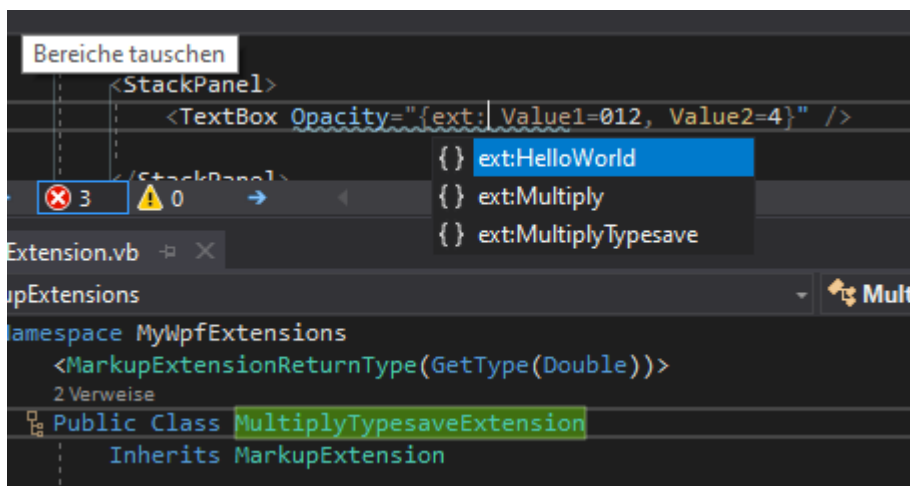 Bereiche tauschen
<StackPanel>
<TextBox Opacity="{ext: Value1=012, Value2=4}" />
{ } ext:HelloWorld
{ } ext:Multiply
{ } ext:MultiplyTypesave
</StackPanel>
3 0
Extension.vb
upExtensions Mult
Namespace MyWpfExtensions
<MarkupExtensionReturnType(GetType(Double))>
2 Verweise
Public Class MultiplyTypesaveExtension
Inherits MarkupExtension